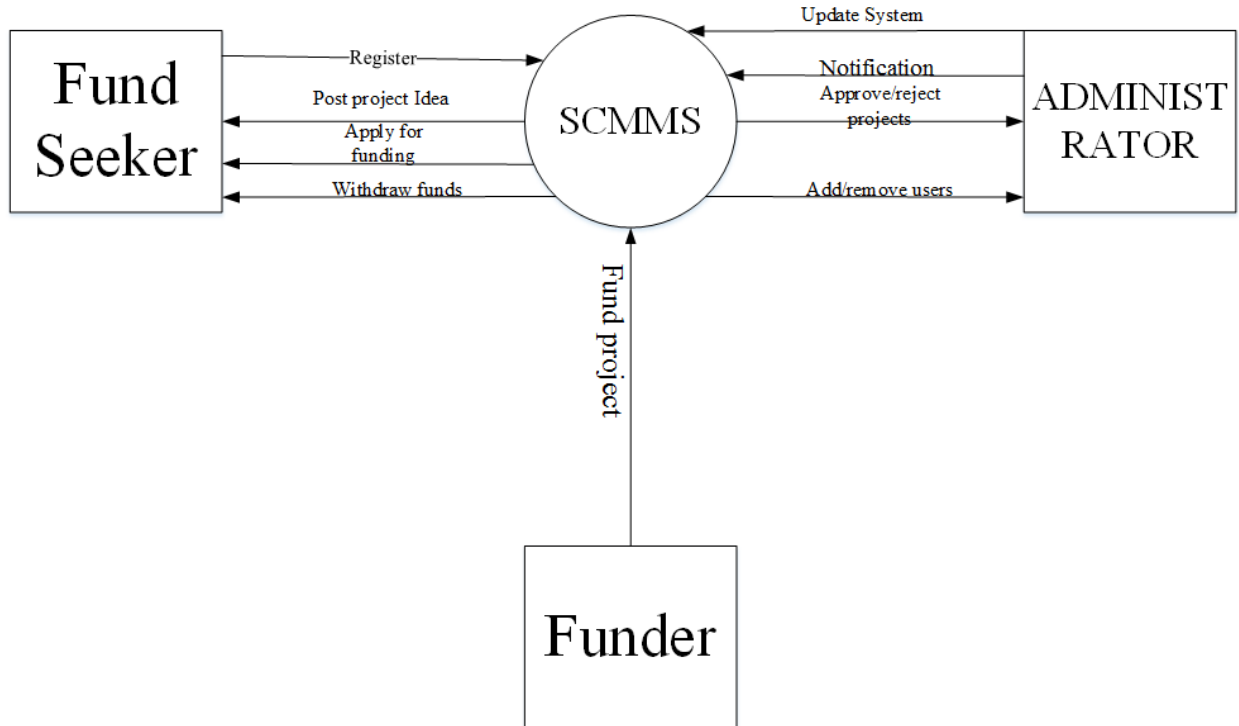 Update System
Fund
Seeker
Register
Post project Idea
Apply for
funding
Withdraw funds
SCMMS
Notification
Approve/reject
projects
Add/remove users
ADMINIST
RATOR
Fund project
Funder